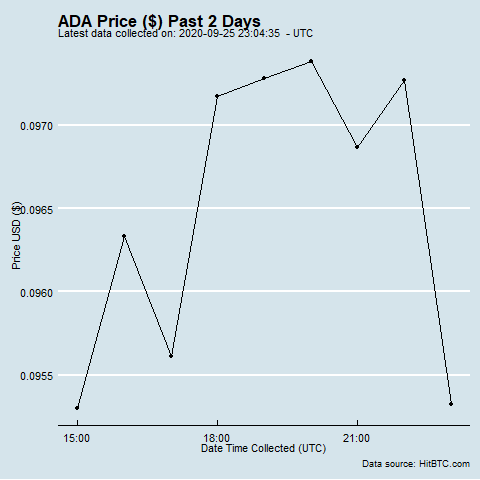 ADA Price ($) Past 2 Days
Latest data collected on: 2020-09-25 23:04:35 - UTC
Price USD ($)
0.0970
0.0965
0.0960
0.0955
15:00 18:00 21:00
Date Time Collected (UTC)
Data source: HitBTC.com